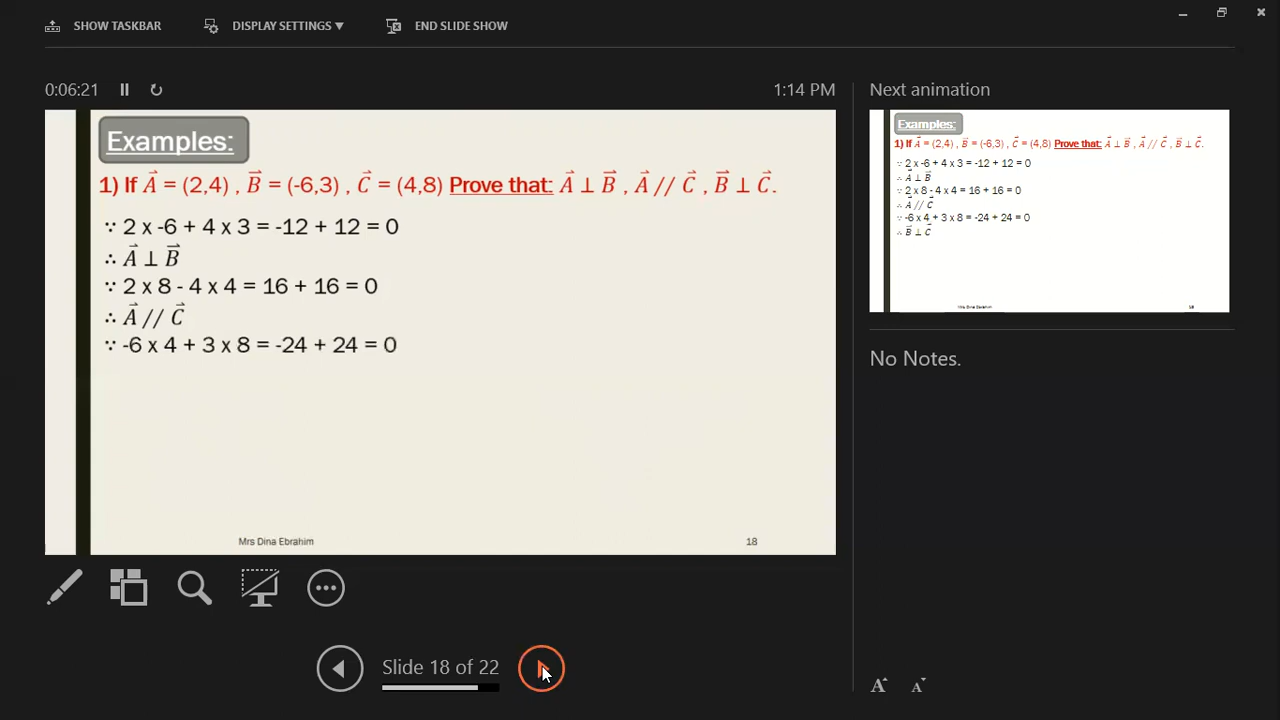 SHOW TASKBAR
DISPLAY SETTINGS ▼
END SLIDE SHOW
0:06:21
1:14 PM
Examples:
1) If A⃗ = (2,4) , B⃗ = (-6,3) , C⃗ = (4,8) Prove that: A⃗ ⊥ B⃗ , A⃗ // C⃗ , B⃗ ⊥ C⃗.
∵ 2 x -6 + 4 x 3 = -12 + 12 = 0
∴ A⃗ ⊥ B⃗
∵ 2 x 8 - 4 x 4 = 16 + 16 = 0
∴ A⃗ // C⃗
∵ -6 x 4 + 3 x 8 = -24 + 24 = 0
Mrs Dina Ebrahim
18
Slide 18 of 22
Next animation
Examples:
1) If A⃗ = (2,4) , B⃗ = (-6,3) , C⃗ = (4,8) Prove that: A⃗ ⊥ B⃗ , A⃗ // C⃗ , B⃗ ⊥ C⃗.
∵ 2 x -6 + 4 x 3 = -12 + 12 = 0
∴ A⃗ ⊥ B⃗
∵ 2 x 8 - 4 x 4 = 16 + 16 = 0
∴ A⃗ // C⃗
∵ -6 x 4 + 3 x 8 = -24 + 24 = 0
∴ B⃗ ⊥ C⃗
Mrs Dina Ebrahim
18
No Notes.
A A